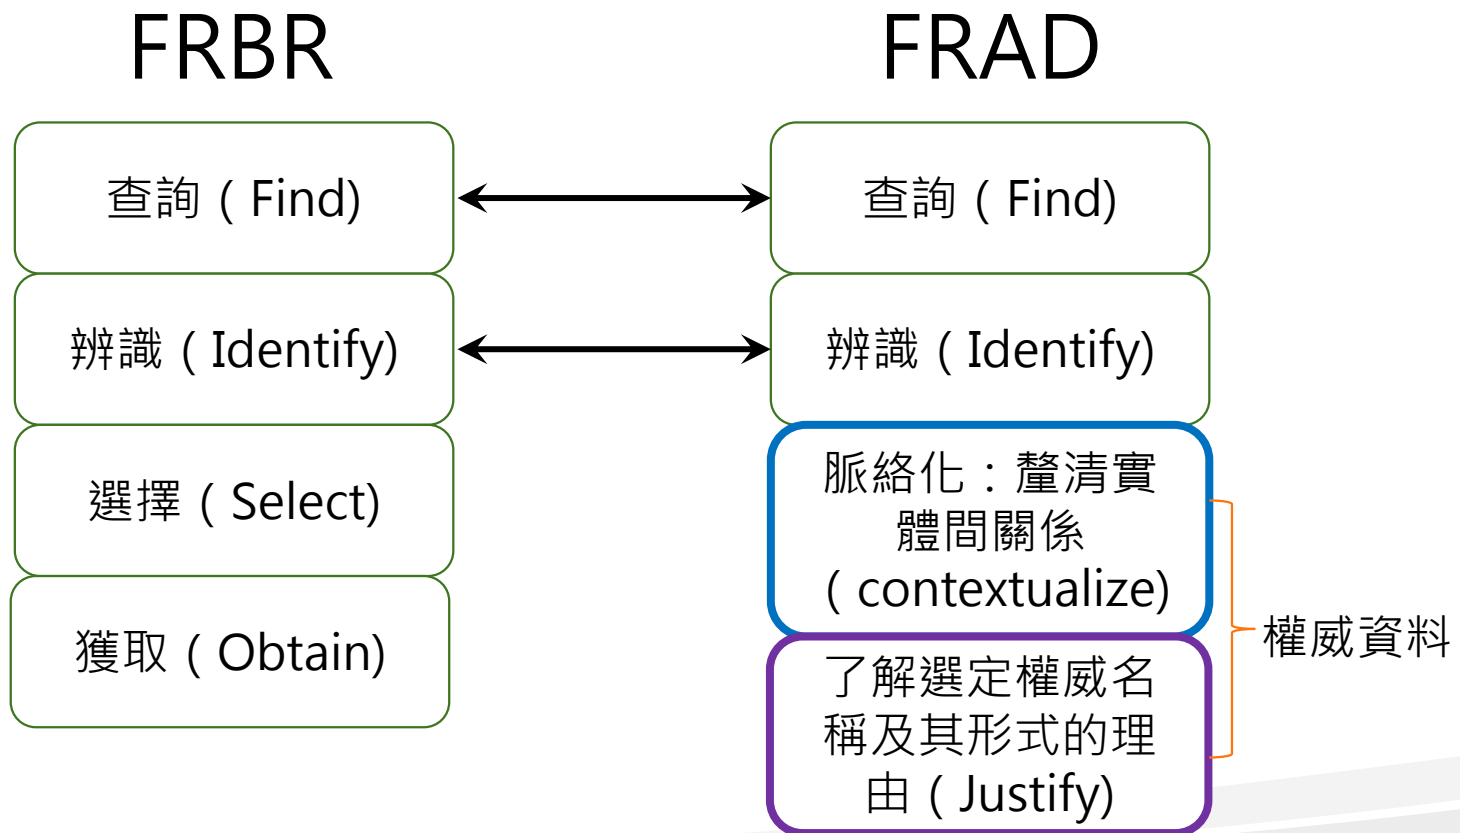 FRBR
查詢 ( Find)
辨識 ( Identify)
選擇 ( Select)
獲取 ( Obtain)
FRAD
查詢 ( Find)
辨識 ( Identify)
脈絡化：釐清實
體間關係
( contextualize)
了解選定權威名
稱及其形式的理
由 ( Justify)
權威資料